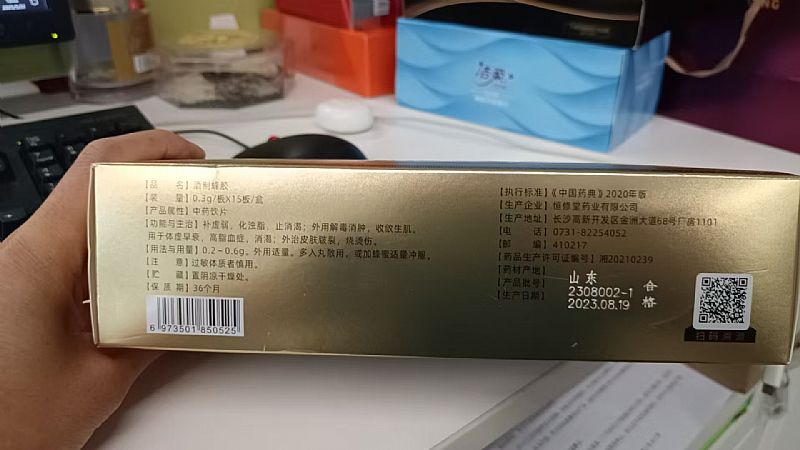 【品　　名】酒制蜂胶
【装　　量】0.3g/板X15板/盒
【产品属性】中药饮片
【功能与主治】补虚弱，化浊脂，止消渴；外用解毒消肿，收敛生肌。
用于体虚早衰，高脂血症，消渴；外治皮肤皲裂，烧烫伤。
【用法与用量】0.2~0.6g。外用适量。多入丸散用，或加蜂蜜适量冲服。
【注　　意】过敏体质者慎用。
【贮　　藏】置阴凉干燥处。
【保 质 期】36个月
6 973501 850525
【执行标准】《中国药典》2020年版
【生产企业】恒修堂药业有限公司
【生产地址】长沙高新开发区金洲大道68号厂房1101
【电　　话】0731-82254052
【邮　　编】410217
【药品生产许可证编号】湘20210239
【药材产地】山东
【产品批号】2308002-1
【生产日期】2023.08.19
合格
扫码溯源
洁柔